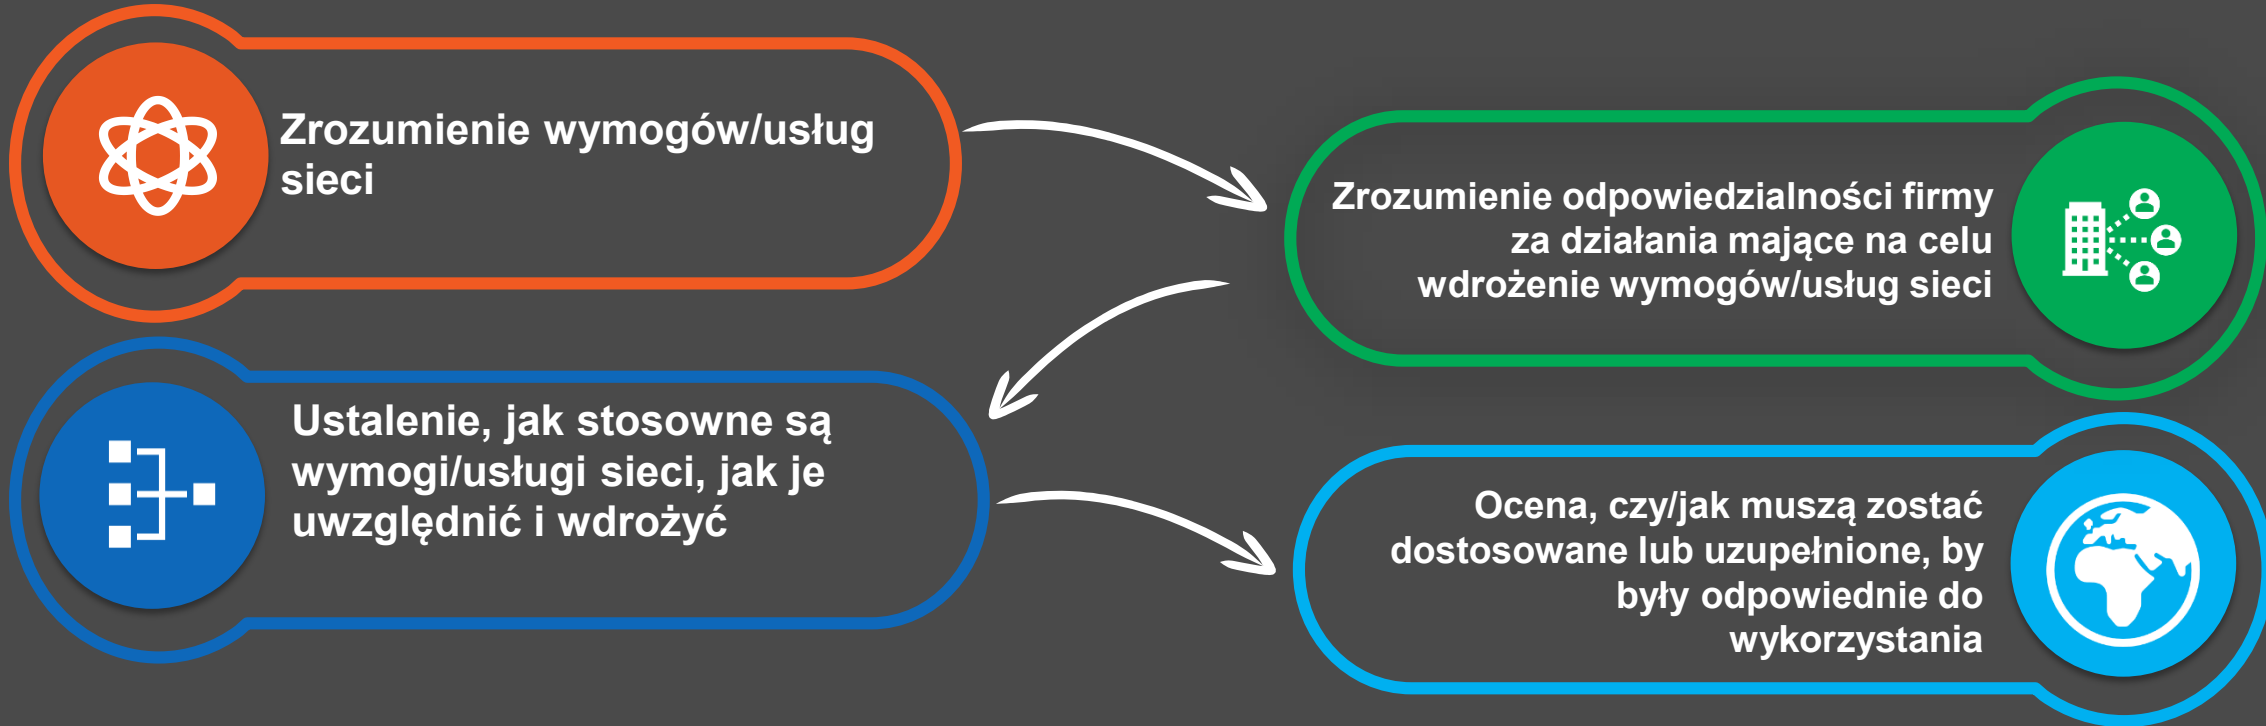 Zrozumienie wymogów/usług
sieci
Zrozumienie odpowiedzialności firmy
za działania mające na celu
wdrożenie wymogów/usług sieci
Ustalenie, jak stosowne są
wymogi/usługi sieci, jak je
uwzględnić i wdrożyć
Ocena, czy/jak muszą zostać
dostosowane lub uzupełnione, by
były odpowiednie do
wykorzystania